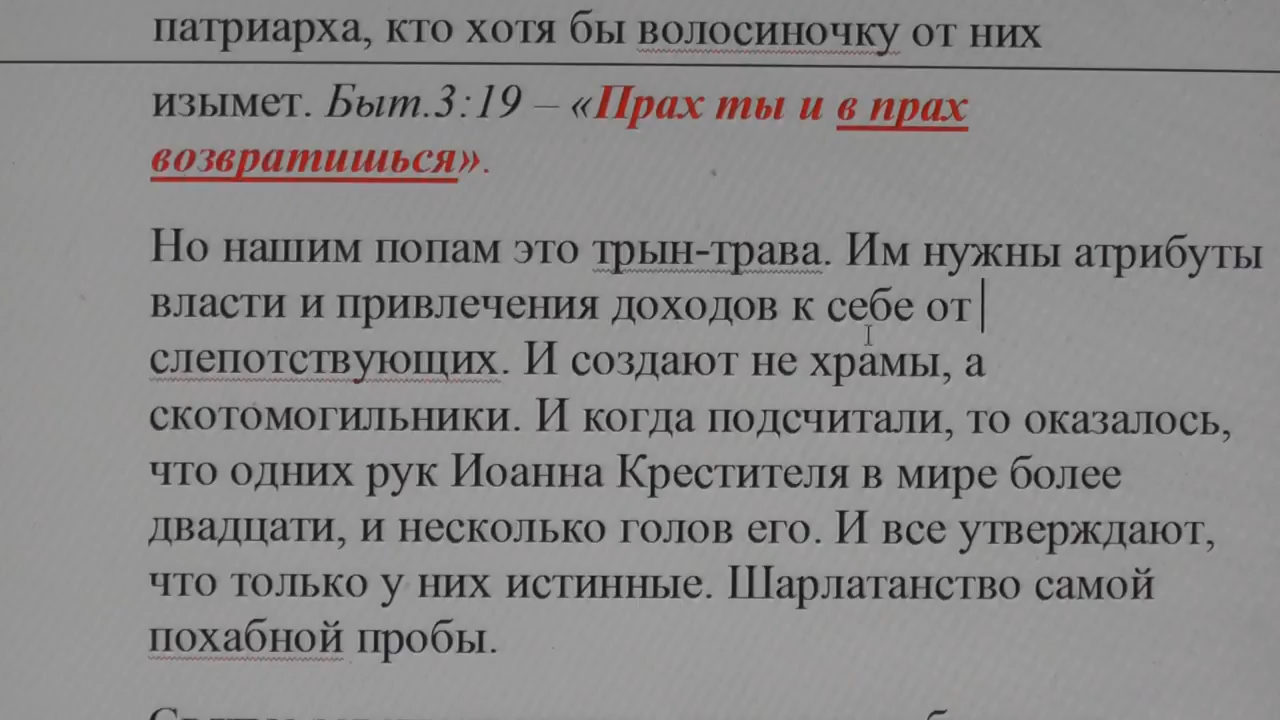 патриарха, кто хотя бы волосиночку от них
изымет. Быт.3:19 – «Прах ты и в прах
возвратишься».
Но нашим попам это трын-трава. Им нужны атрибуты
власти и привлечения доходов к себе от
слепотствующих. И создают не храмы, а
скотомогильники. И когда подсчитали, то оказалось,
что одних рук Иоанна Крестителя в мире более
двадцати, и несколько голов его. И все утверждают,
что только у них истинные. Шарлатанство самой
похабной пробы.